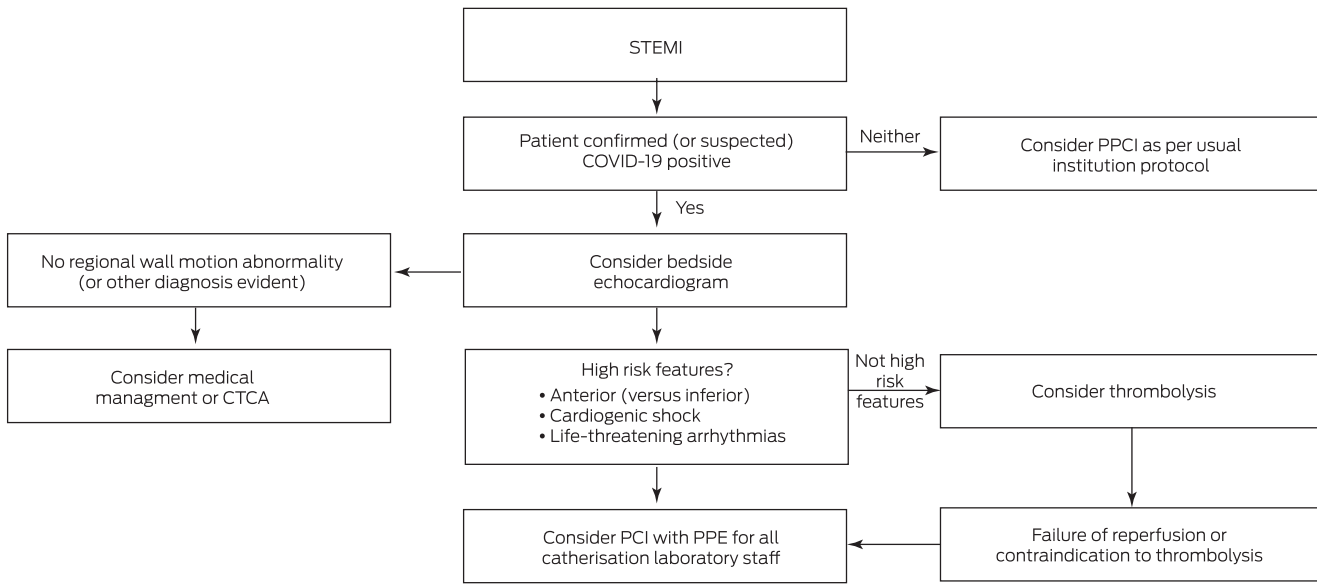 STEMI
Patient confirmed (or suspected)
COVID-19 positive
Neither
Consider PPCI as per usual
institution protocol
Yes
No regional wall motion abnormality
(or other diagnosis evident)
Consider bedside
echocardiogram
Consider medical
managment or CTCA
High risk features?
• Anterior (versus inferior)
• Cardiogenic shock
• Life-threatening arrhythmias
Not high
risk
features
Consider thrombolysis
Consider PCI with PPE for all
catherisation laboratory staff
Failure of reperfusion or
contraindication to thrombolysis